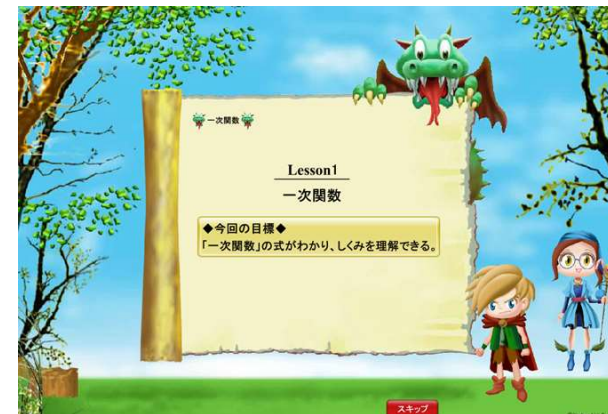 一次関数
Lesson1
一次関数
◆今回の目標◆
「一次関数」の式がわかり、しくみを理解できる。
スキップ